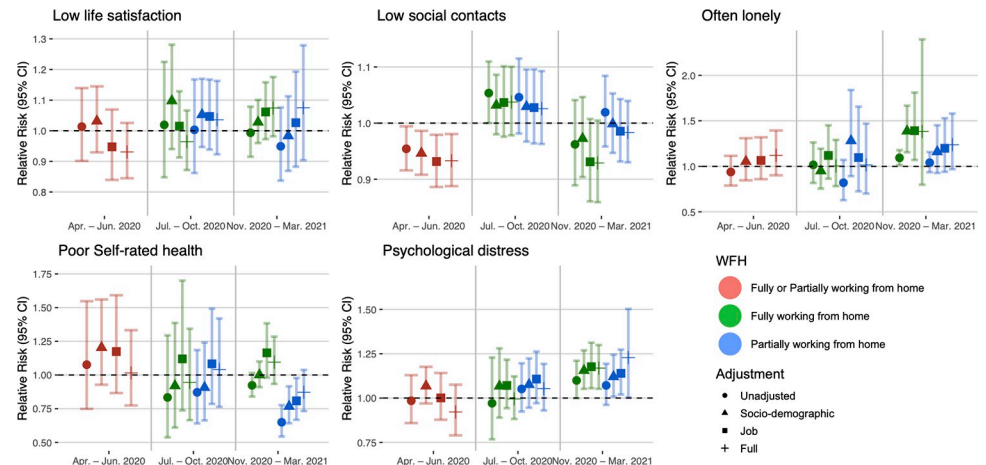 Low life satisfaction
Low social contacts
Often lonely
Relative Risk (95% CI)
1.3
1.2
1.1
1.0
0.9
0.8
Apr. – Jun. 2020
Jul. – Oct. 2020
Nov. 2020 – Mar. 2021
Relative Risk (95% CI)
1.1
1.0
0.9
Apr. – Jun. 2020
Jul. – Oct. 2020
Nov. 2020 – Mar. 2021
Relative Risk (95% CI)
2.0
1.5
1.0
0.5
Apr. – Jun. 2020
Jul. – Oct. 2020
Nov. 2020 – Mar. 2021
Poor Self-rated health
Psychological distress
Relative Risk (95% CI)
1.75
1.50
1.25
1.00
0.75
0.50
Apr. – Jun. 2020
Jul. – Oct. 2020
Nov. 2020 – Mar. 2021
Relative Risk (95% CI)
1.50
1.25
1.00
0.75
Apr. – Jun. 2020
Jul. – Oct. 2020
Nov. 2020 – Mar. 2021
WFH
Fully or Partially working from home
Fully working from home
Partially working from home
Adjustment
Unadjusted
Socio-demographic
Job
Full